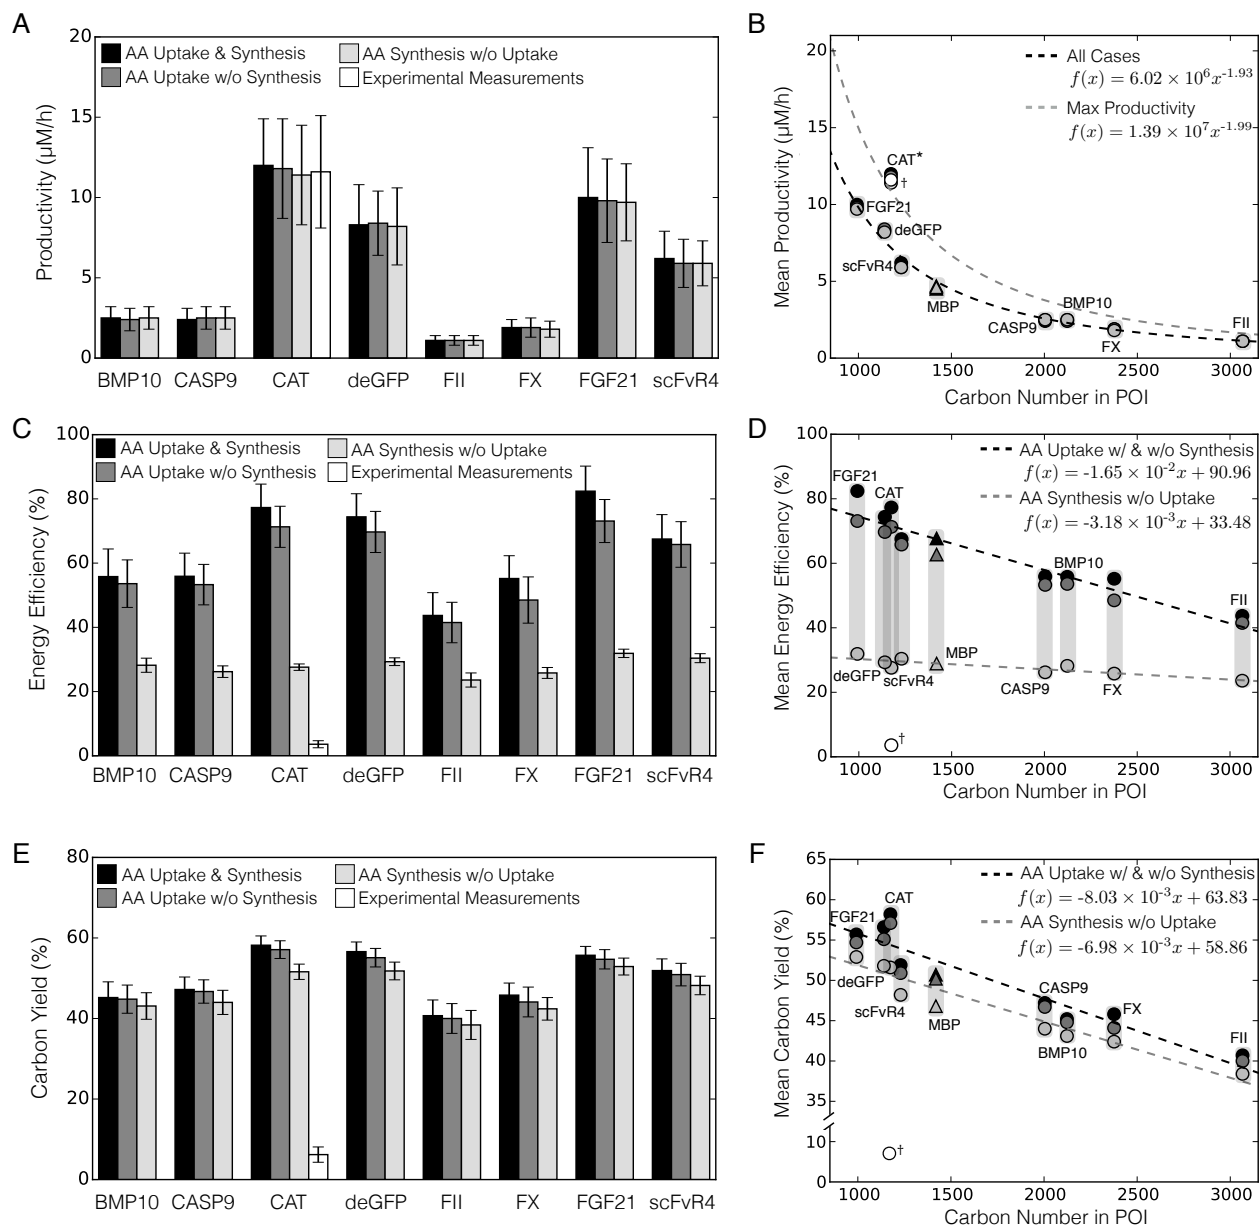 A
20
15
10
5
0
Productivity (µM/h)
AA Uptake & Synthesis
AA Uptake w/o Synthesis
AA Synthesis w/o Uptake
Experimental Measurements
BMP10 CASP9 CAT deGFP FII FX FGF21 scFvR4
B
20
15
10
5
0
Mean Productivity (µM/h)
All Cases
f(x) = 6.02 × 10^6 x^-1.93
Max Productivity
f(x) = 1.39 × 10^7 x^-1.99
CAT*
†
FGF21
deGFP
scFvR4
MBP
BMP10
CASP9
FX
FII
1000 1500 2000 2500 3000
Carbon Number in POI
C
100
80
60
40
20
0
Energy Efficiency (%)
AA Uptake & Synthesis
AA Uptake w/o Synthesis
AA Synthesis w/o Uptake
Experimental Measurements
BMP10 CASP9 CAT deGFP FII FX FGF21 scFvR4
D
100
80
60
40
20
0
Mean Energy Efficiency (%)
AA Uptake w/ & w/o Synthesis
f(x) = -1.65 × 10^-2 x + 90.96
AA Synthesis w/o Uptake
f(x) = -3.18 × 10^-3 x + 33.48
FGF21
CAT
BMP10
FII
MBP
deGFP
scFvR4
CASP9
FX
†
1000 1500 2000 2500 3000
Carbon Number in POI
E
80
60
40
20
0
Carbon Yield (%)
AA Uptake & Synthesis
AA Uptake w/o Synthesis
AA Synthesis w/o Uptake
Experimental Measurements
BMP10 CASP9 CAT deGFP FII FX FGF21 scFvR4
F
65
60
55
50
45
40
35
10
0
Mean Carbon Yield (%)
AA Uptake w/ & w/o Synthesis
f(x) = -8.03 × 10^-3 x + 63.83
AA Synthesis w/o Uptake
f(x) = -6.98 × 10^-3 x + 58.86
CAT
FGF21
deGFP
scFvR4
MBP
CASP9
BMP10
FX
FII
†
1000 1500 2000 2500 3000
Carbon Number in POI